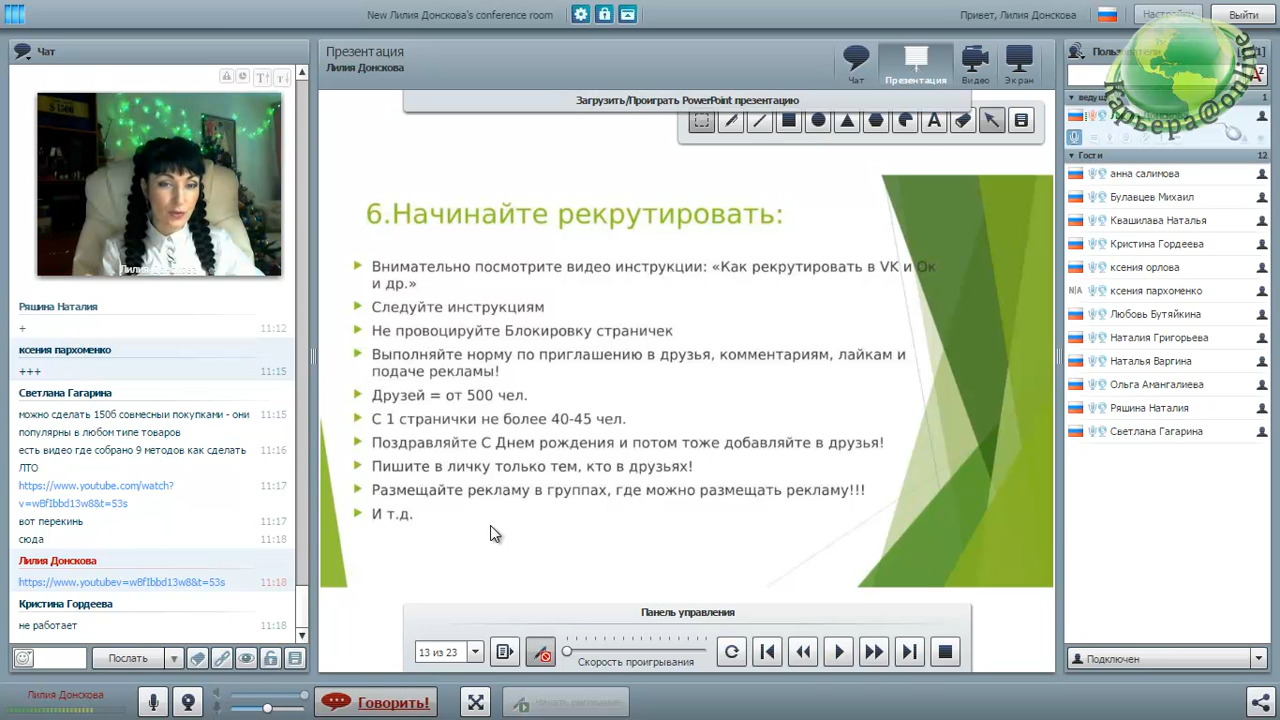 New Лилия Донскова's conference room
Привет, Лилия Донскова
Настройки
Выйти
Чат
Лилия Донскова
Ряшина Наталия
+ 11:12
ксения пархоменко
+++ 11:15
Светлана Гагарина
можно сделать 150б совмесныи покупками - они 11:15
популярны в любом типе товаров
есть видео где собрано 9 методов как сделать 11:16
ЛТО
https://www.youtube.com/watch? 11:17
v=w8fIbbd13w8&t=53s
вот перекинь 11:17
сюда 11:18
Лилия Донскова
https://www.youtubev=w8fIbbd13w8&t=53s 11:18
Кристина Гордеева
не работает 11:18
Послать
Презентация
Лилия Донскова
Чат
Презентация
Видео
Экран
Загрузить/Проиграть PowerPoint презентацию
6.Начинайте рекрутировать:
Внимательно посмотрите видео инструкции: «Как рекрутировать в VK и Ок
и др.»
Следуйте инструкциям
Не провоцируйте Блокировку страничек
Выполняйте норму по приглашению в друзья, комментариям, лайкам и
подаче рекламы!
Друзей = от 500 чел.
С 1 странички не более 40-45 чел.
Поздравляйте С Днем рождения и потом тоже добавляйте в друзья!
Пишите в личку только тем, кто в друзьях!
Размещайте рекламу в группах, где можно размещать рекламу!!!
И т.д.
Панель управления
13 из 23
Скорость проигрывания
Карьера@online
Гости 12
анна салимова
Булавцев Михаил
Квашилава Наталья
Кристина Гордеева
ксения орлова
N/A ксения пархоменко
Любовь Бутяйкина
Наталия Григорьева
Наталья Варгина
Ольга Амангалиева
Ряшина Наталия
Светлана Гагарина
Подключен
Лилия Донскова
Говорить!